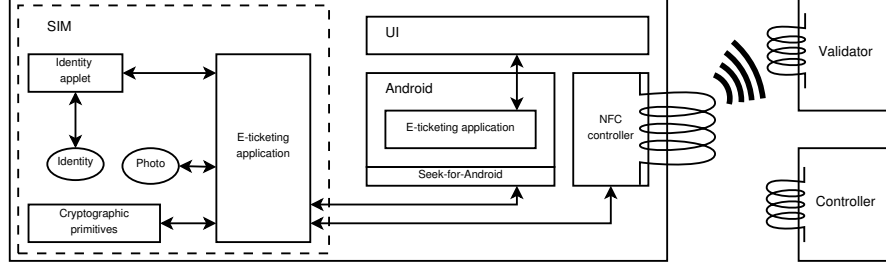 SIM
Identity
applet
Identity
Photo
Cryptographic
primitives
E-ticketing
application
UI
Android
E-ticketing application
Seek-for-Android
NFC
controller
Validator
Controller